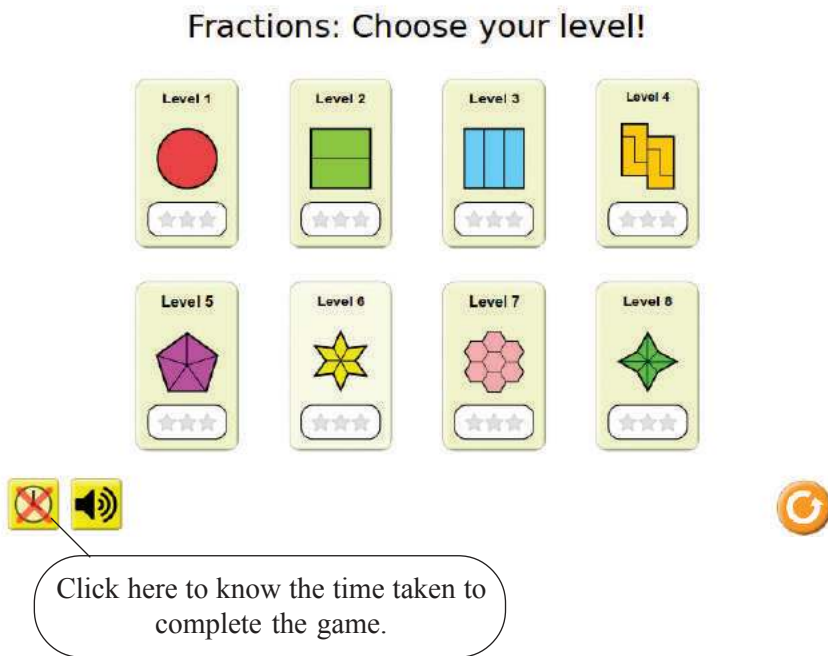 Fractions: Choose your level!
Level 1
Level 2
Level 3
Level 4
Level 5
Level 6
Level 7
Level 8
Click here to know the time taken to
complete the game.